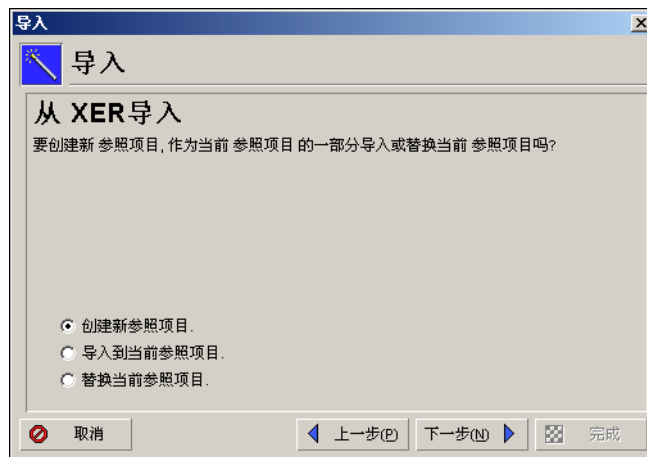 导入
导入
从 XER导入
要创建新 参照项目, 作为当前 参照项目 的一部分导入或替换当前 参照项目吗?
创建新参照项目.
导入到当前参照项目.
替换当前参照项目.
取消
上一步(P)
下一步(N)
完成